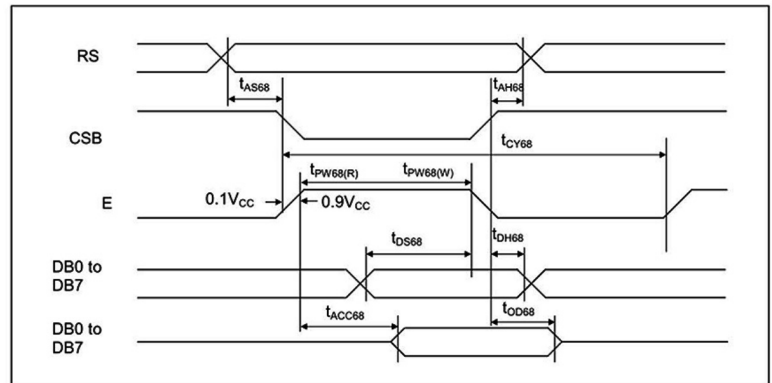 RS
tAS68 tAH68
CSB
tCY68
tPW68(R) tPW68(W)
E 0.1VCC 0.9VCC
tDS68 tDH68
DB0 to
DB7
tACC68 tOD68
DB0 to
DB7